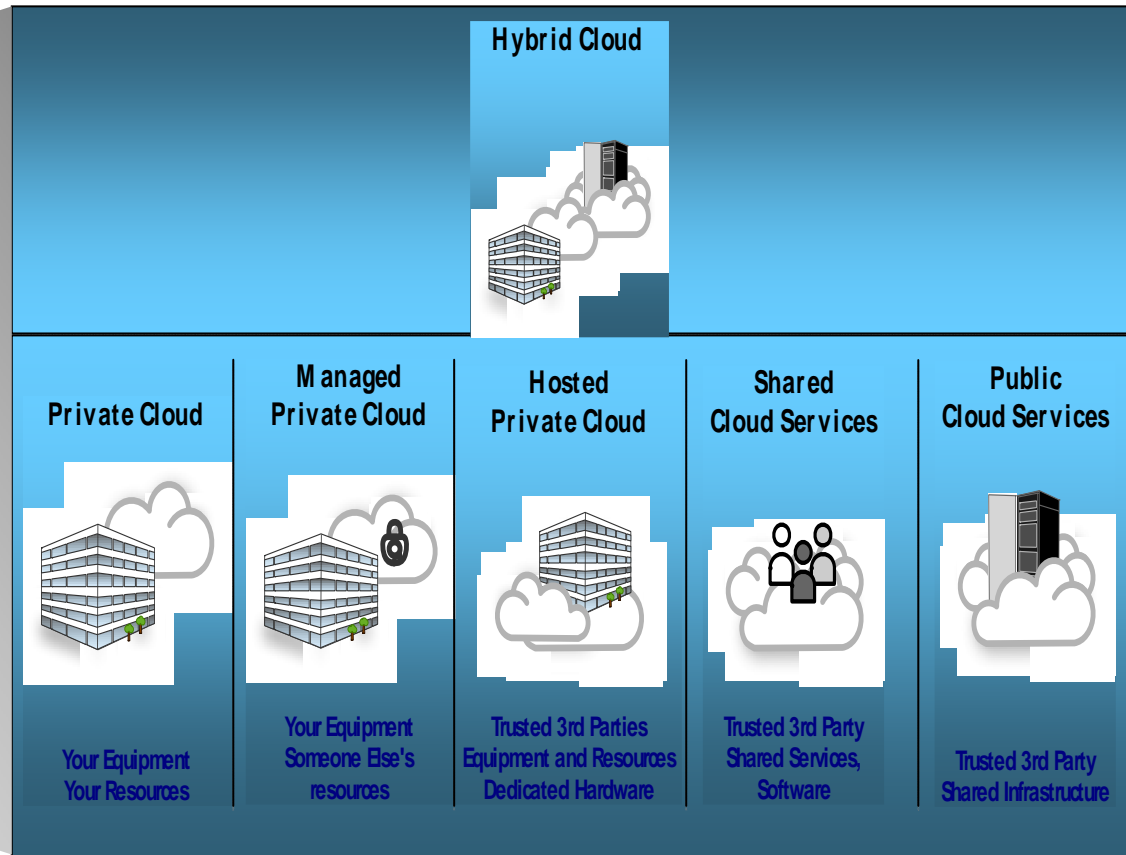 Hybrid Cloud
Private Cloud
Managed
Private Cloud
Hosted
Private Cloud
Shared
Cloud Services
Public
Cloud Services
Your Equipment
Your Resources
Your Equipment
Someone Else's
resources
Trusted 3rd Parties
Equipment and Resources
Dedicated Hardware
Trusted 3rd Party
Shared Services,
Software
Trusted 3rd Party
Shared Infrastructure